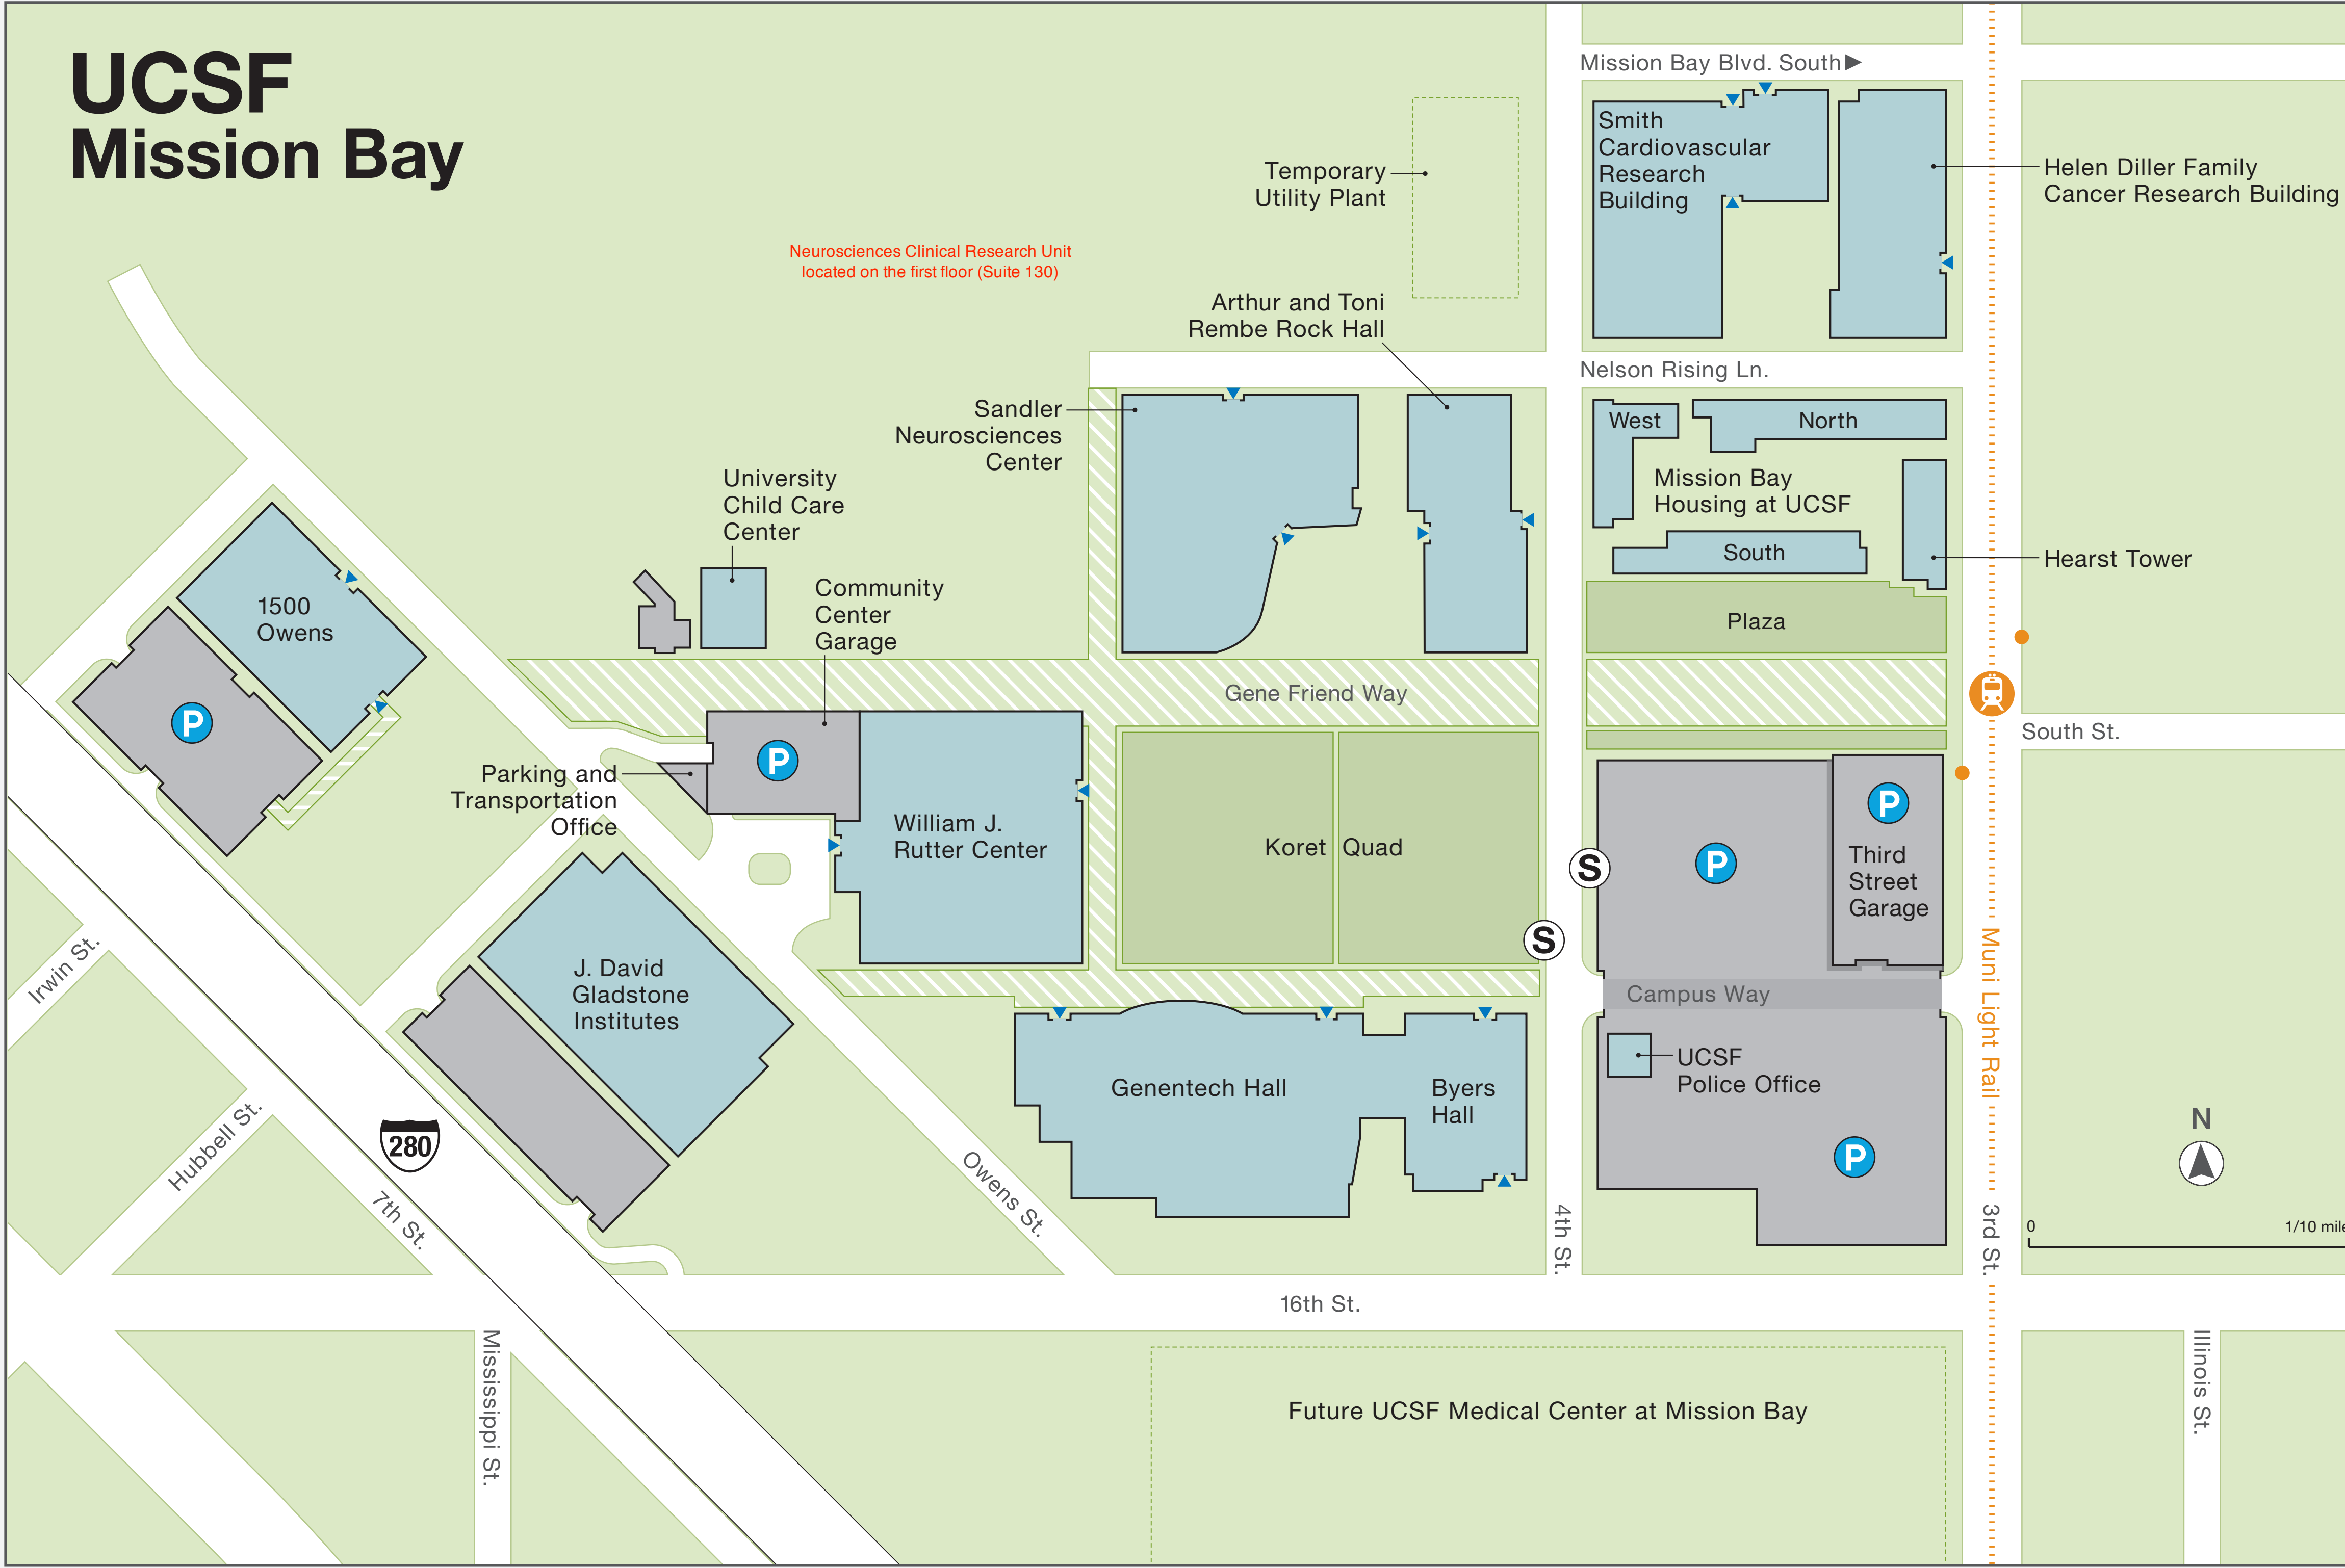 UCSF
Mission Bay
Mission Bay Blvd. South
Smith
Cardiovascular
Research
Building
Helen Diller Family
Cancer Research Building
Temporary
Utility Plant
Neurosciences Clinical Research Unit
located on the first floor (Suite 130)
Arthur and Toni
Rembe Rock Hall
Nelson Rising Ln.
Sandler
Neurosciences
Center
West
North
Mission Bay
Housing at UCSF
South
Hearst Tower
Plaza
University
Child Care
Center
Community
Center
Garage
1500
Owens
P
Gene Friend Way
South St.
Parking and
Transportation
Office
P
William J.
Rutter Center
Koret Quad
S
S
P
P
Third
Street
Garage
Muni Light Rail
Campus Way
UCSF
Police Office
P
J. David
Gladstone
Institutes
Genentech Hall
Byers
Hall
Irwin St.
Hubbell St.
280
7th St.
Owens St.
4th St.
3rd St.
N
0
1/10 mile
16th St.
Mississippi St.
Illinois St.
Future UCSF Medical Center at Mission Bay